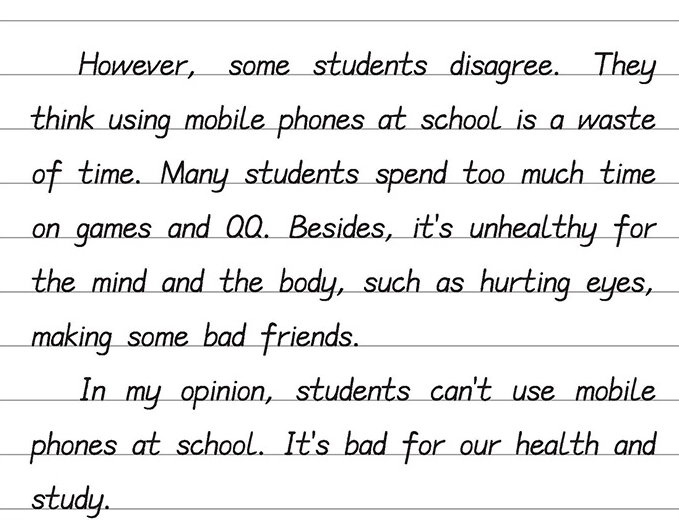 However, some students disagree. They
think using mobile phones at school is a waste
of time. Many students spend too much time
on games and QQ. Besides, it's unhealthy for
the mind and the body, such as hurting eyes,
making some bad friends.
In my opinion, students can't use mobile
phones at school. It's bad for our health and
study.